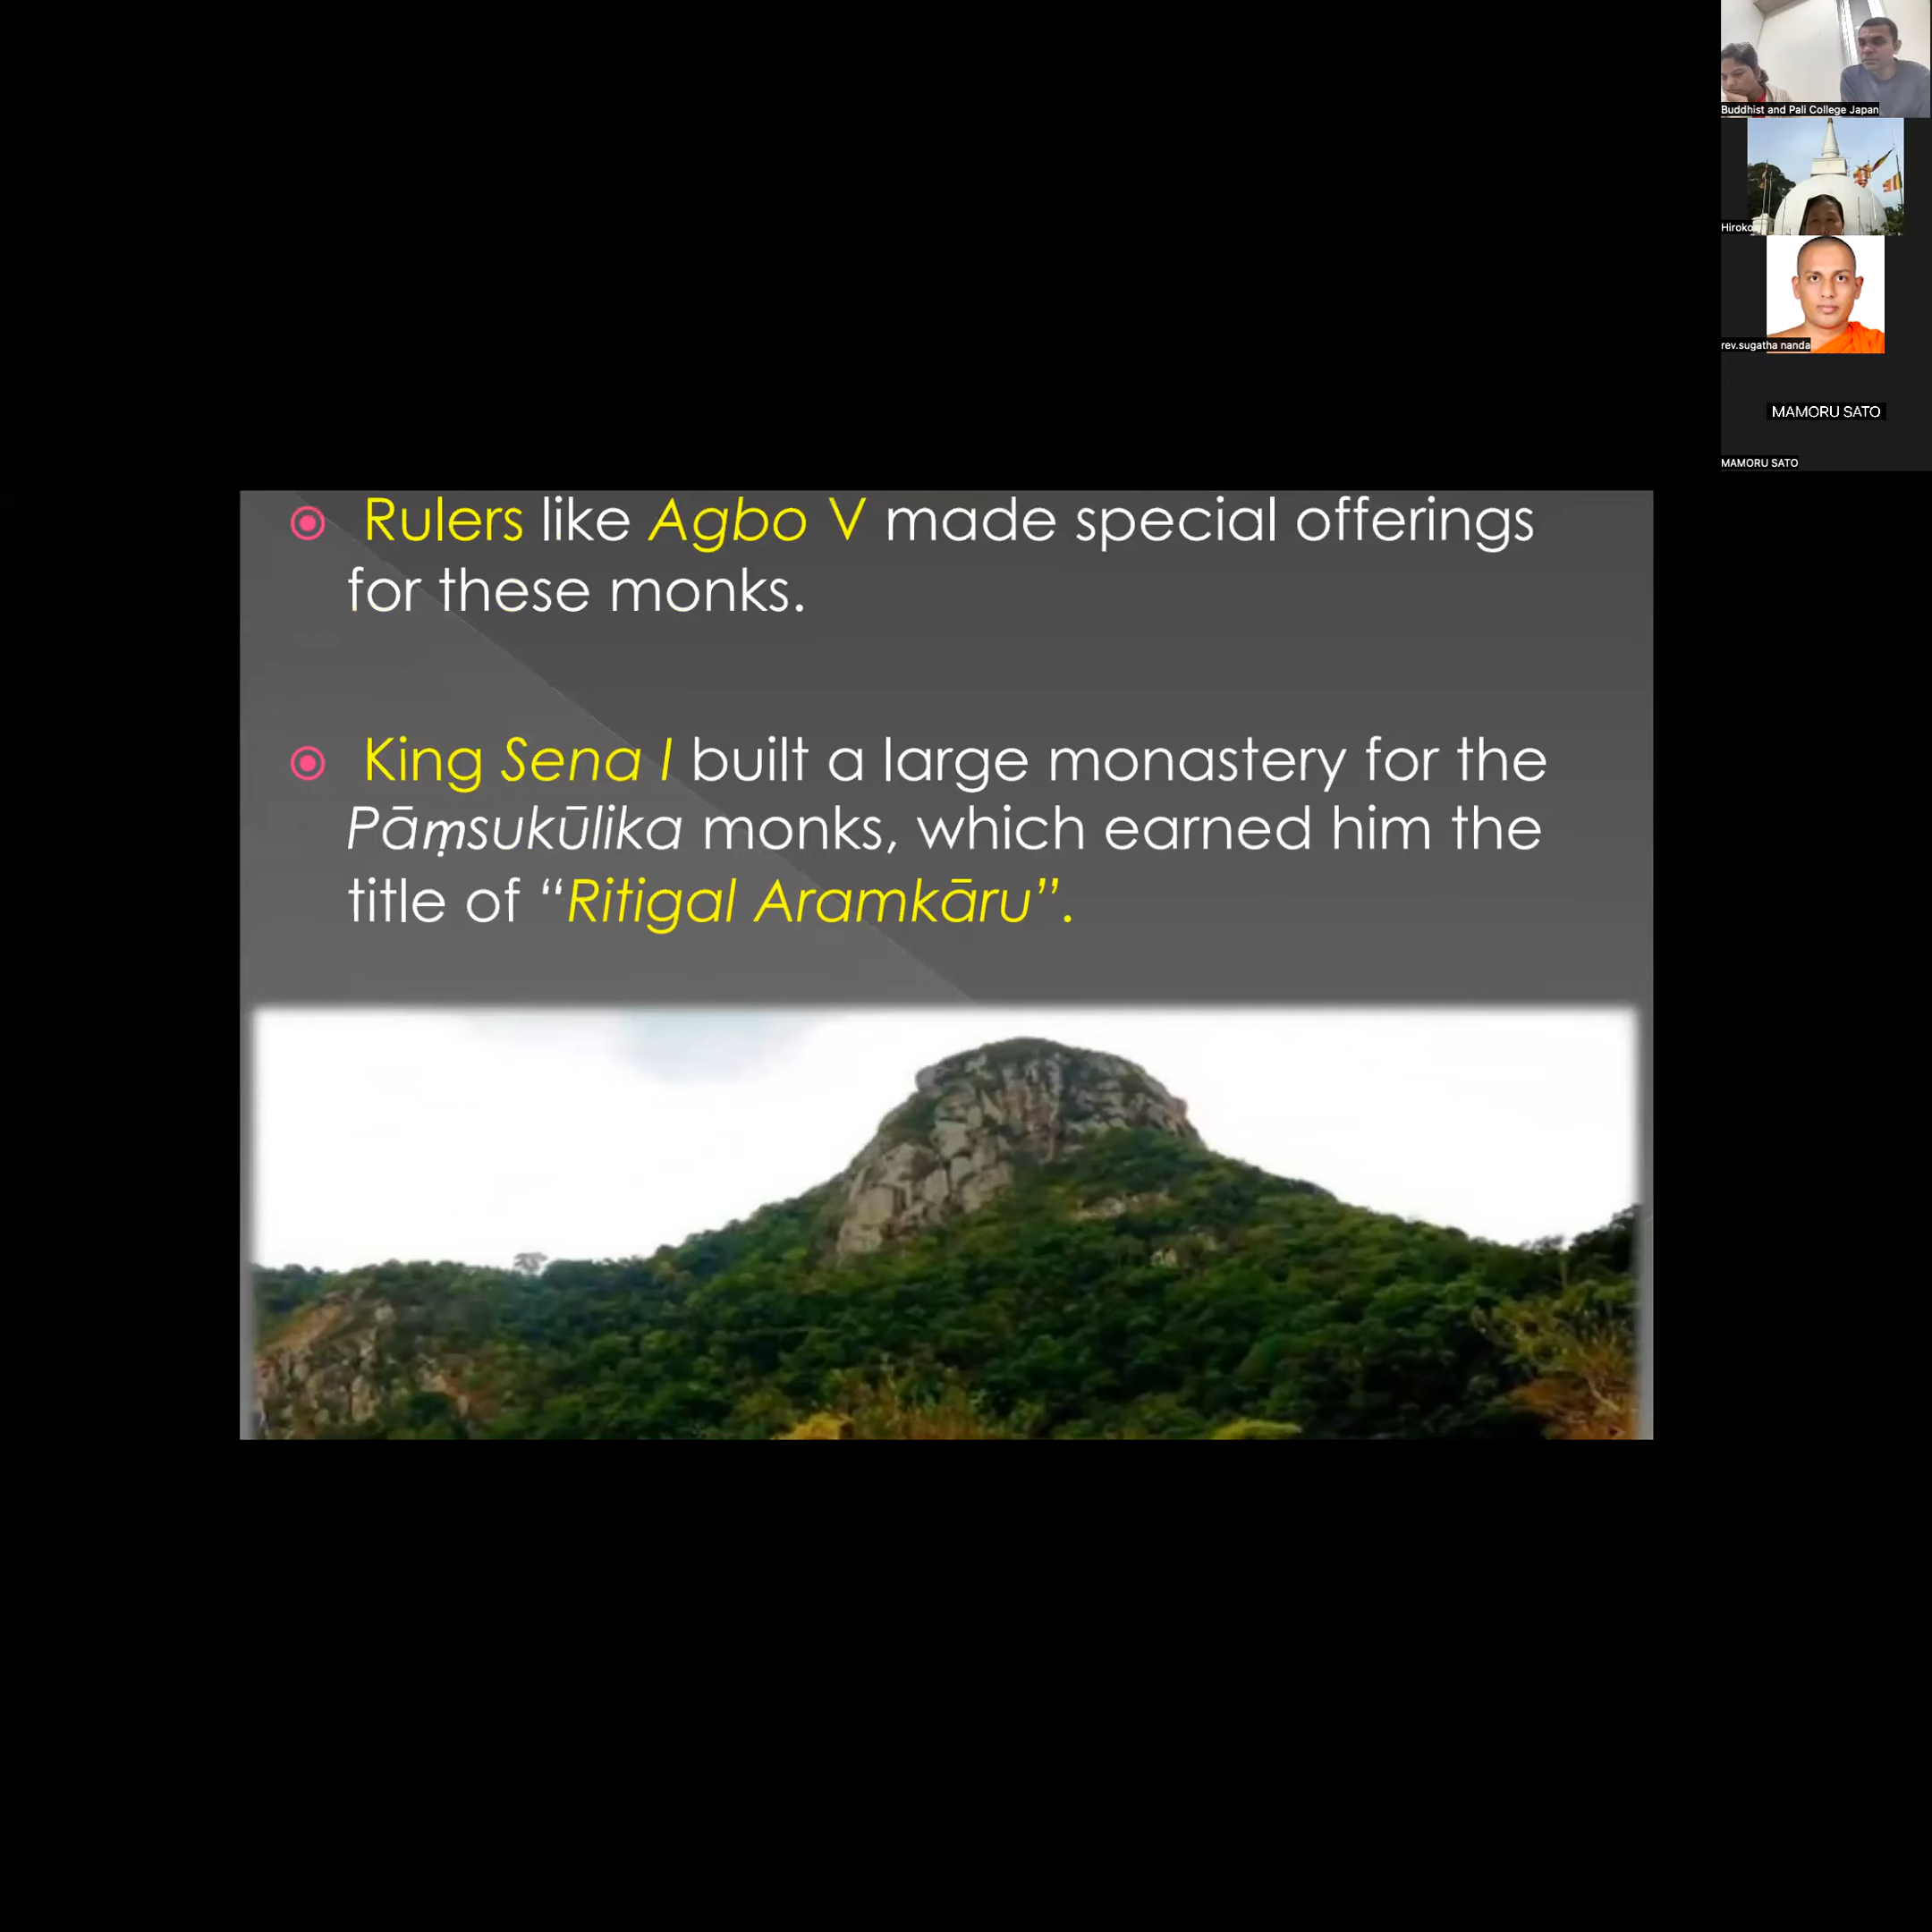 Buddhist and Pali College Japan
Hiroko
rev.sugatha nanda
MAMORU SATO
MAMORU SATO
Rulers like Agbo V made special offerings
for these monks.
King Sena I built a large monastery for the
Pāṃsukūlika monks, which earned him the
title of “Ritigal Aramkāru”.